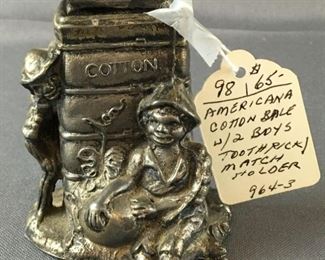 COTTON
98 $65-
AMERICANA
COTTON BALE
W/2 BOYS
TOOTHPICK/
MATCH
HOLDER
964-3